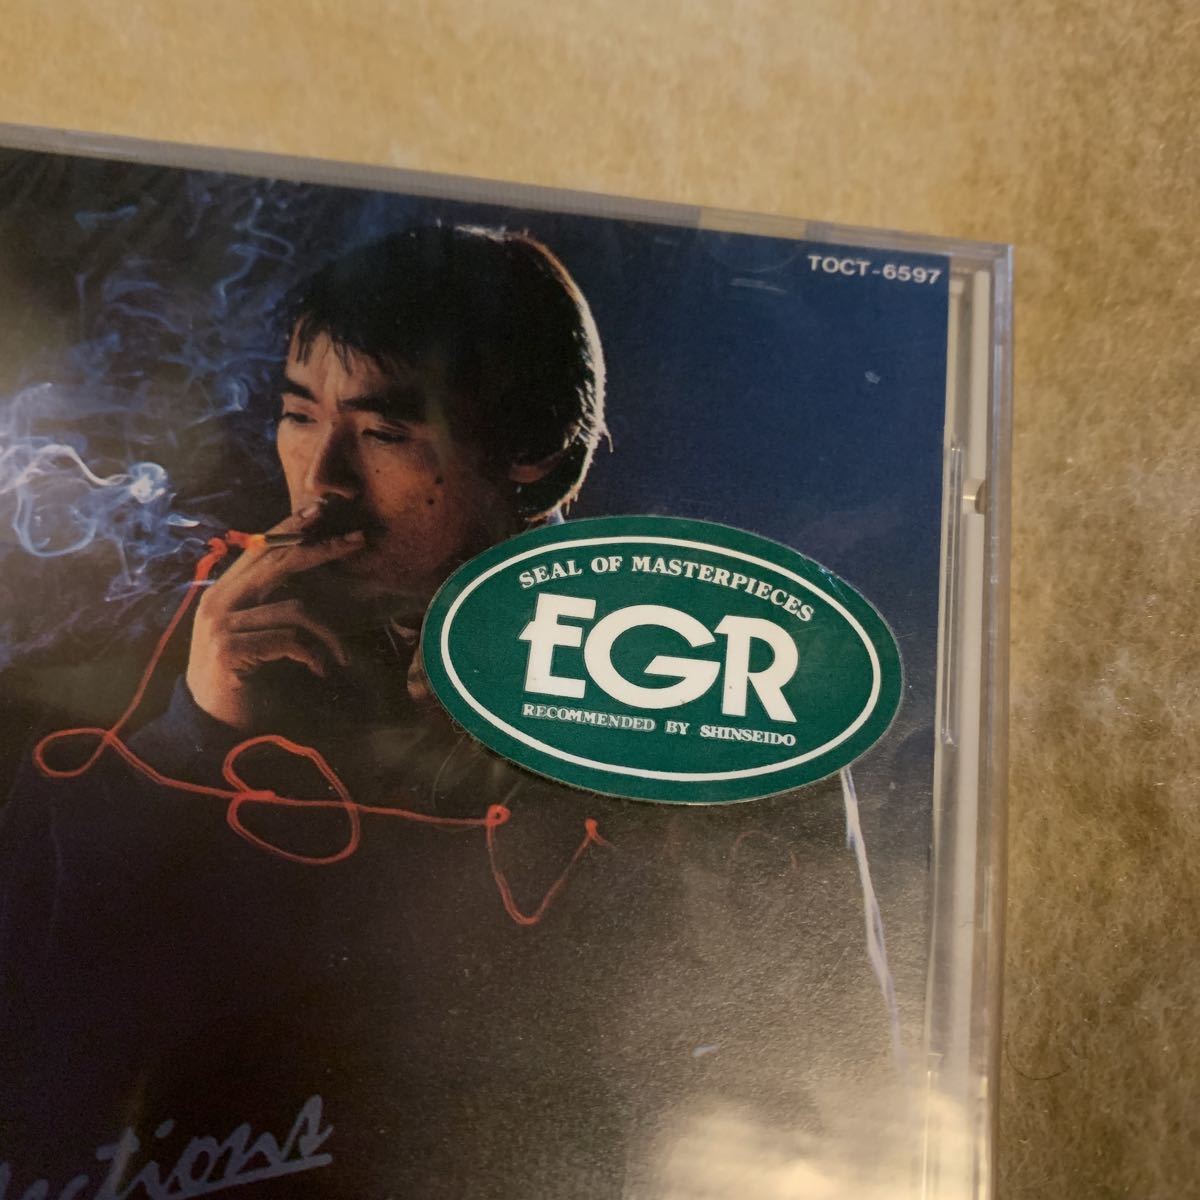 TOCT-6597
SEAL OF MASTERPIECES
EGR
RECOMMENDED BY SHINSEIDO